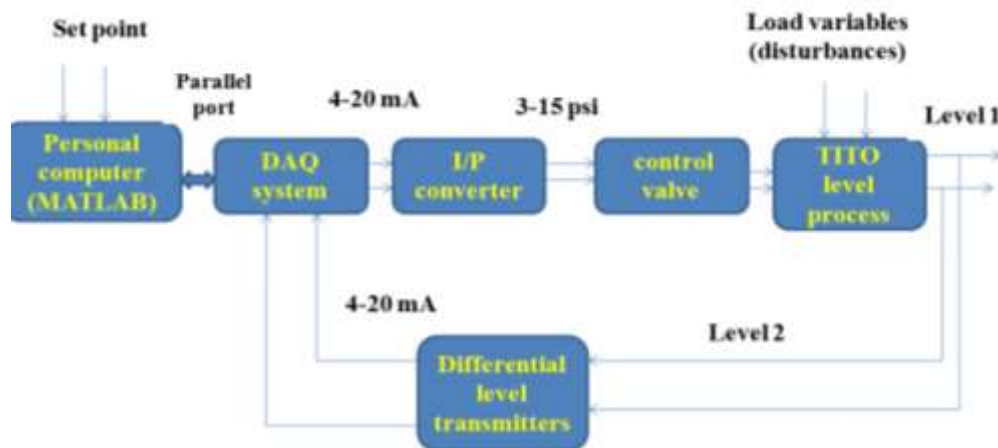 Set point
Load variables
(disturbances)
Parallel
port
4-20 mA
3-15 psi
Level 1
Personal
computer
(MATLAB)
DAQ
system
I/P
converter
control
valve
TITO
level
process
4-20 mA
Level 2
Differential
level
transmitters